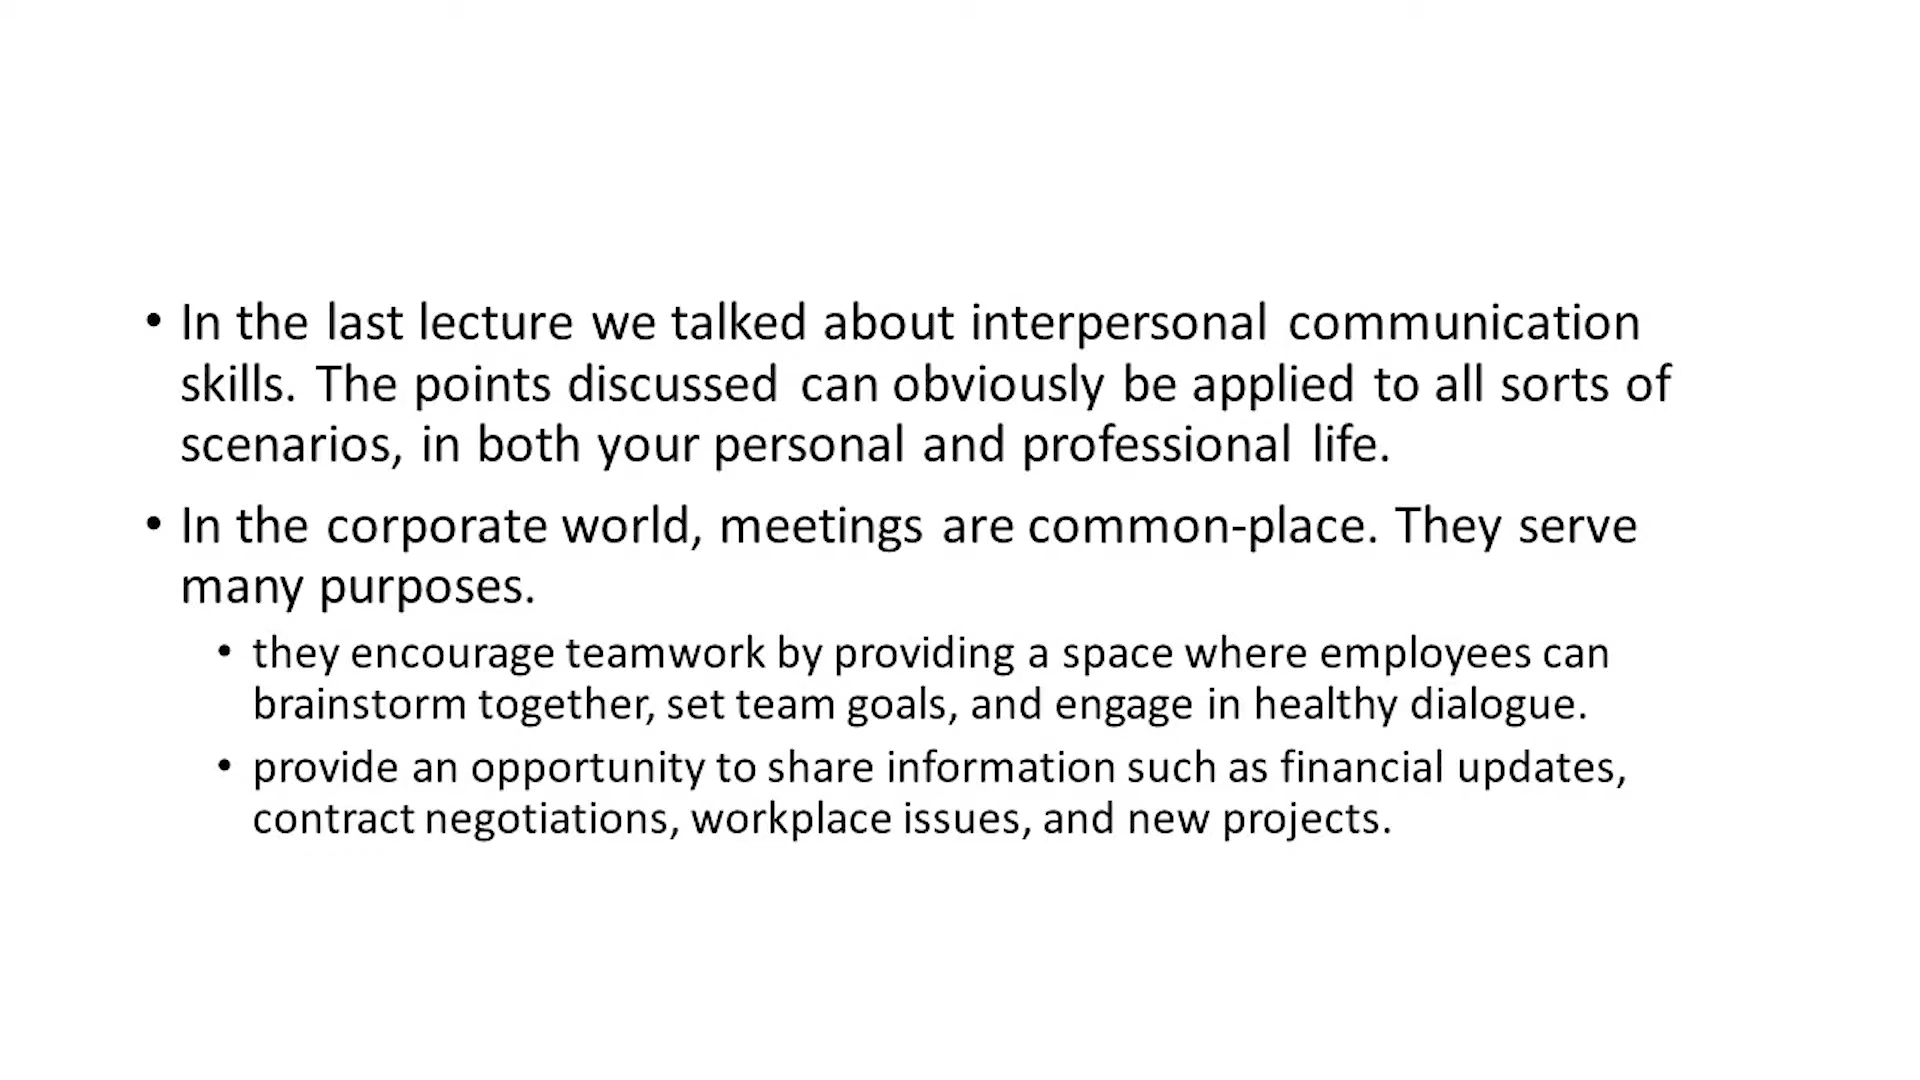 • In the last lecture we talked about interpersonal communication
skills. The points discussed can obviously be applied to all sorts of
scenarios, in both your personal and professional life.
• In the corporate world, meetings are common-place. They serve
many purposes.
• they encourage teamwork by providing a space where employees can
brainstorm together, set team goals, and engage in healthy dialogue.
• provide an opportunity to share information such as financial updates,
contract negotiations, workplace issues, and new projects.